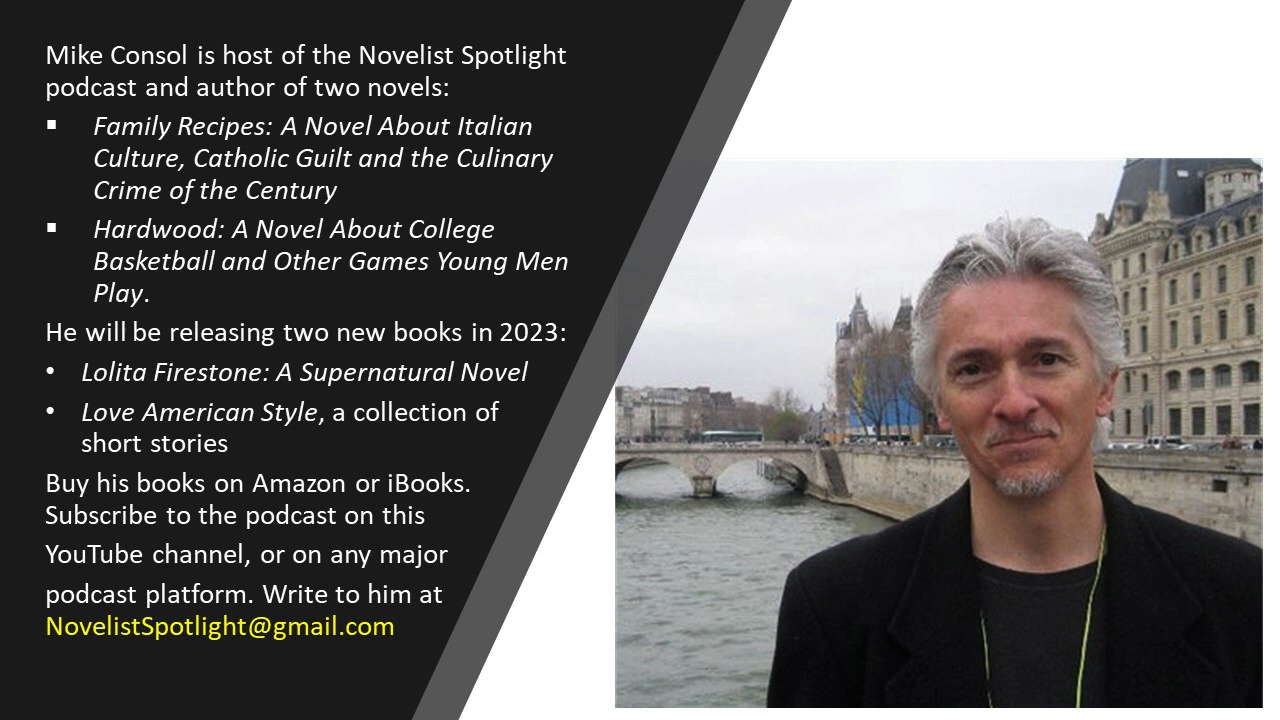 Mike Consol is host of the Novelist Spotlight
podcast and author of two novels:
▪ Family Recipes: A Novel About Italian
Culture, Catholic Guilt and the Culinary
Crime of the Century
▪ Hardwood: A Novel About College
Basketball and Other Games Young Men
Play.
He will be releasing two new books in 2023:
• Lolita Firestone: A Supernatural Novel
• Love American Style, a collection of
short stories
Buy his books on Amazon or iBooks.
Subscribe to the podcast on this
YouTube channel, or on any major
podcast platform. Write to him at
NovelistSpotlight@gmail.com